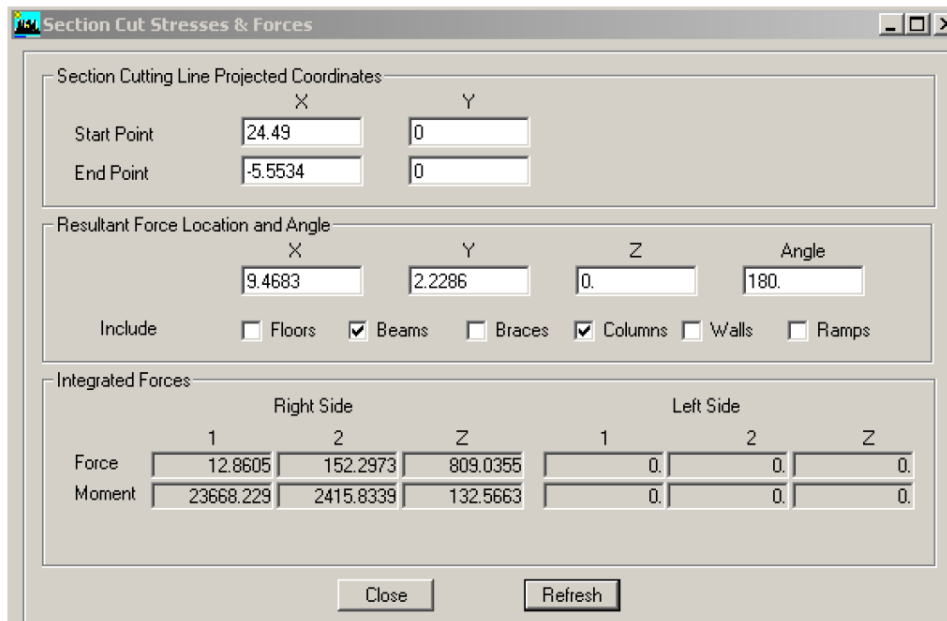 Section Cut Stresses & Forces
Section Cutting Line Projected Coordinates
X Y
Start Point 24.49 0
End Point -5.5534 0
Resultant Force Location and Angle
X Y Z Angle
9.4683 2.2286 0. 180.
Include Floors Beams Braces Columns Walls Ramps
Integrated Forces
Right Side Left Side
1 2 Z 1 2 Z
Force 12.8605 152.2973 809.0355 0. 0. 0.
Moment 23668.229 2415.8339 132.5663 0. 0. 0.
Close Refresh